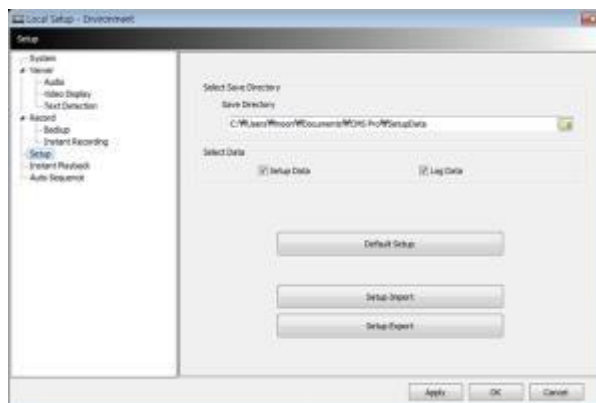 Local Setup - Environment
Setup
System
Viewer
Audio
Video Display
Text Detection
Record
Backup
Instant Recording
Setup
Instant Playback
Auto Sequence
Select Save Directory
Save Directory
C:₩Users₩moon₩Documents₩CMS Pro₩SetupData
Select Data
Setup Data
Log Data
Default Setup
Setup Import
Setup Export
Apply
OK
Cancel